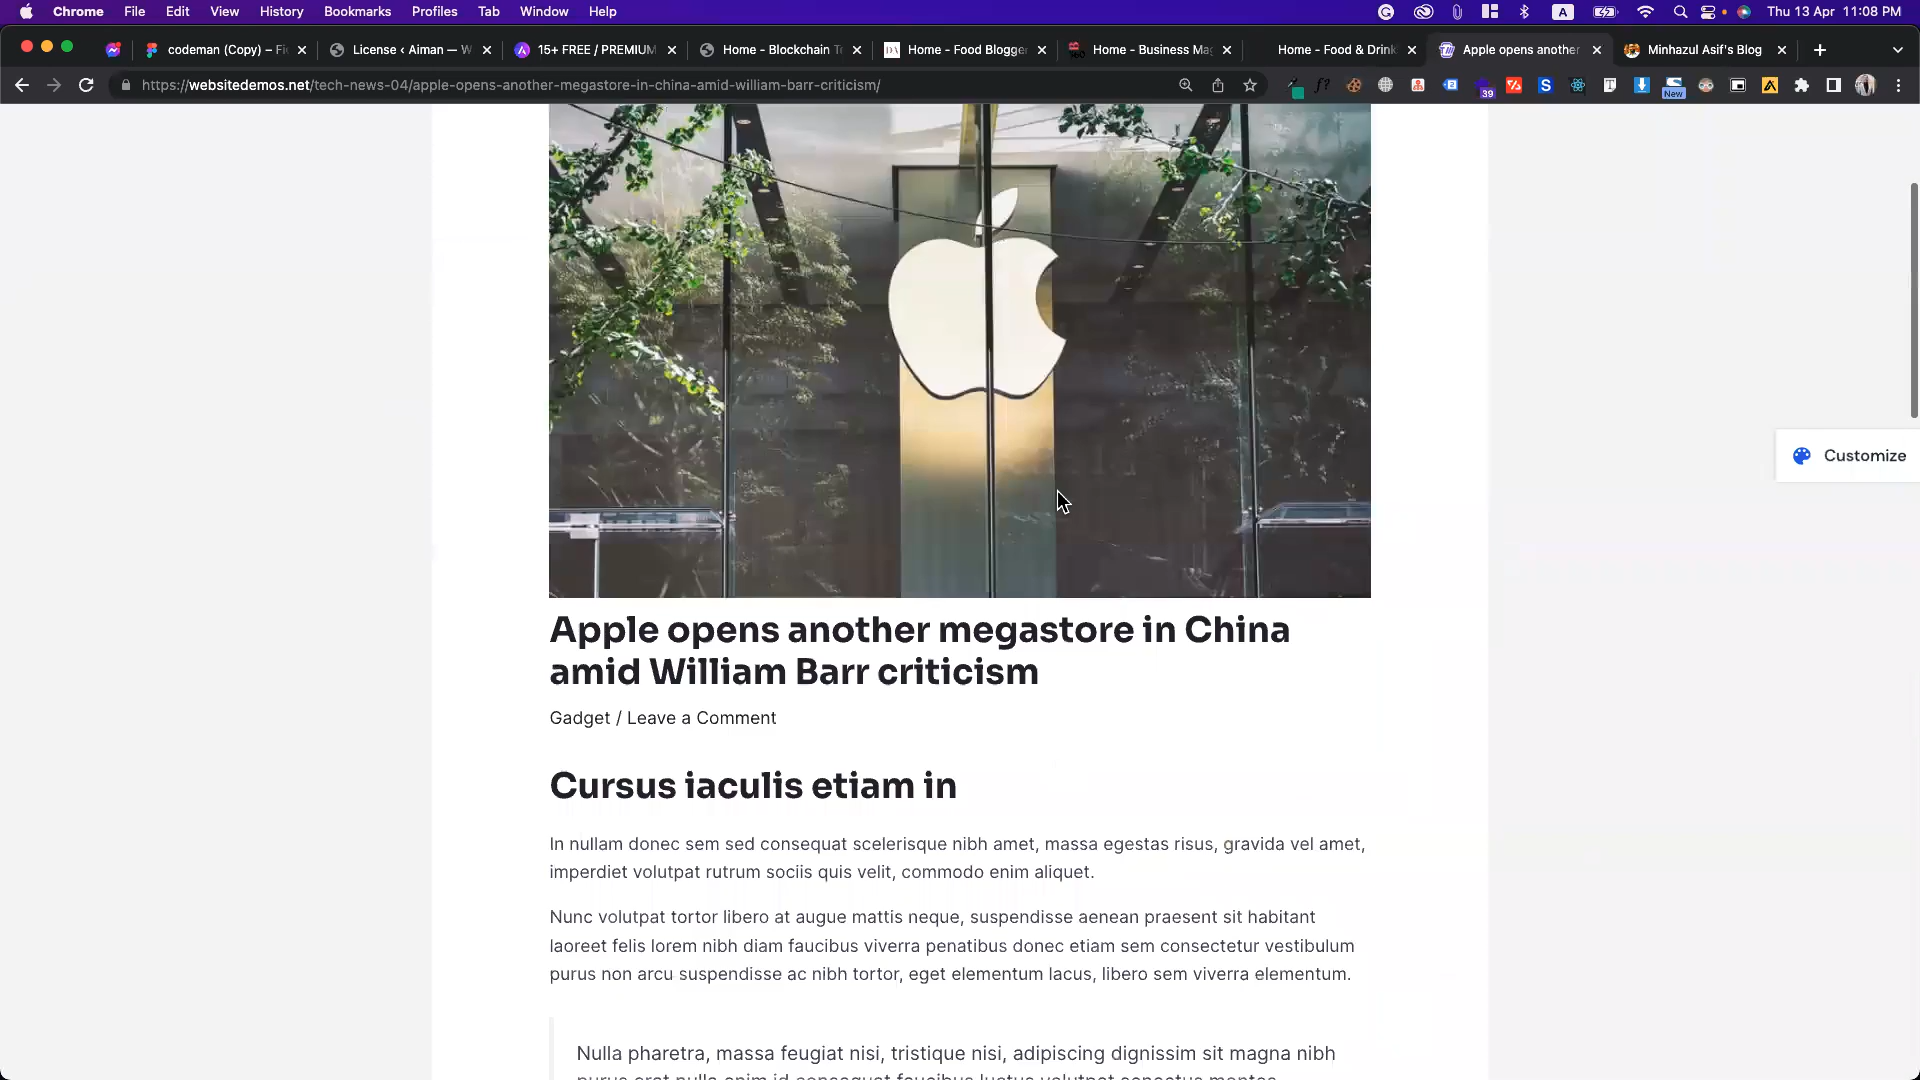 Chrome File Edit View History Bookmarks Profiles Tab Window Help A Thu 13 Apr 11:08 PM
codeman (Copy) – Fi License ‹ Aiman — W 15+ FREE / PREMIUM Home - Blockchain T Home - Food Blogge Home - Business Ma Home - Food & Drin Apple opens another Minhazul Asif's Blog
https://websitedemos.net/tech-news-04/apple-opens-another-megastore-in-china-amid-william-barr-criticism/ f? 39 S T New
Customize
Apple opens another megastore in China
amid William Barr criticism
Gadget / Leave a Comment
Cursus iaculis etiam in
In nullam donec sem sed consequat scelerisque nibh amet, massa egestas risus, gravida vel amet,
imperdiet volutpat rutrum sociis quis velit, commodo enim aliquet.
Nunc volutpat tortor libero at augue mattis neque, suspendisse aenean praesent sit habitant
laoreet felis lorem nibh diam faucibus viverra penatibus donec etiam sem consectetur vestibulum
purus non arcu suspendisse ac nibh tortor, eget elementum lacus, libero sem viverra elementum.
Nulla pharetra, massa feugiat nisi, tristique nisi, adipiscing dignissim sit magna nibh